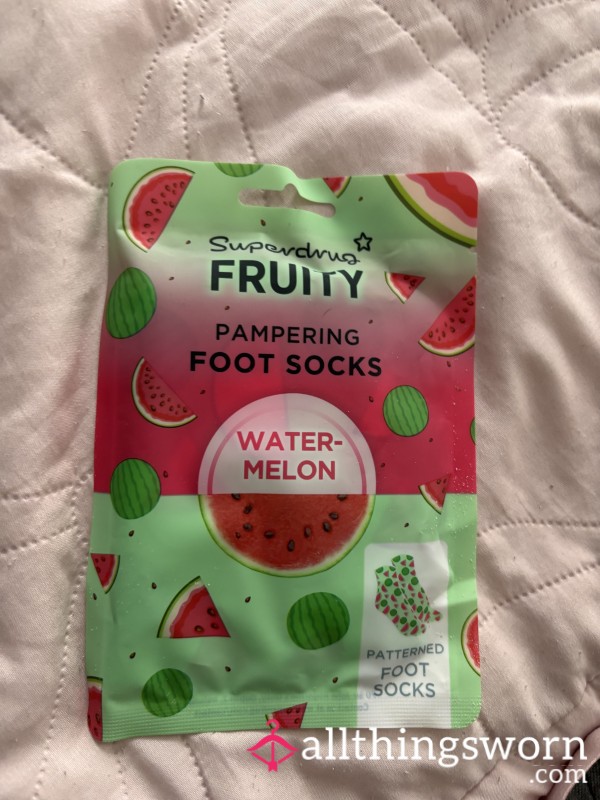 Superdrug
FRUITY
PAMPERING
FOOT SOCKS
WATER-
MELON
PATTERNED
FOOT
SOCKS
allthingsworn
.com